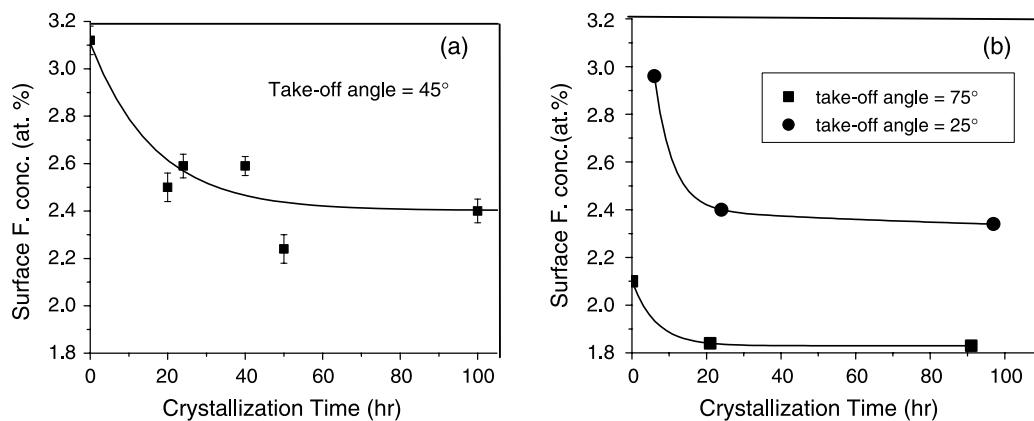 (a)
Take-off angle = 45°
Surface F. conc. (at. %)
3.2
3.0
2.8
2.6
2.4
2.2
2.0
1.8
0 20 40 60 80 100
Crystallization Time (hr)
(b)
take-off angle = 75°
take-off angle = 25°
Surface F. conc.(at.%)
3.2
3.0
2.8
2.6
2.4
2.2
2.0
1.8
0 20 40 60 80 100
Crystallization Time (hr)